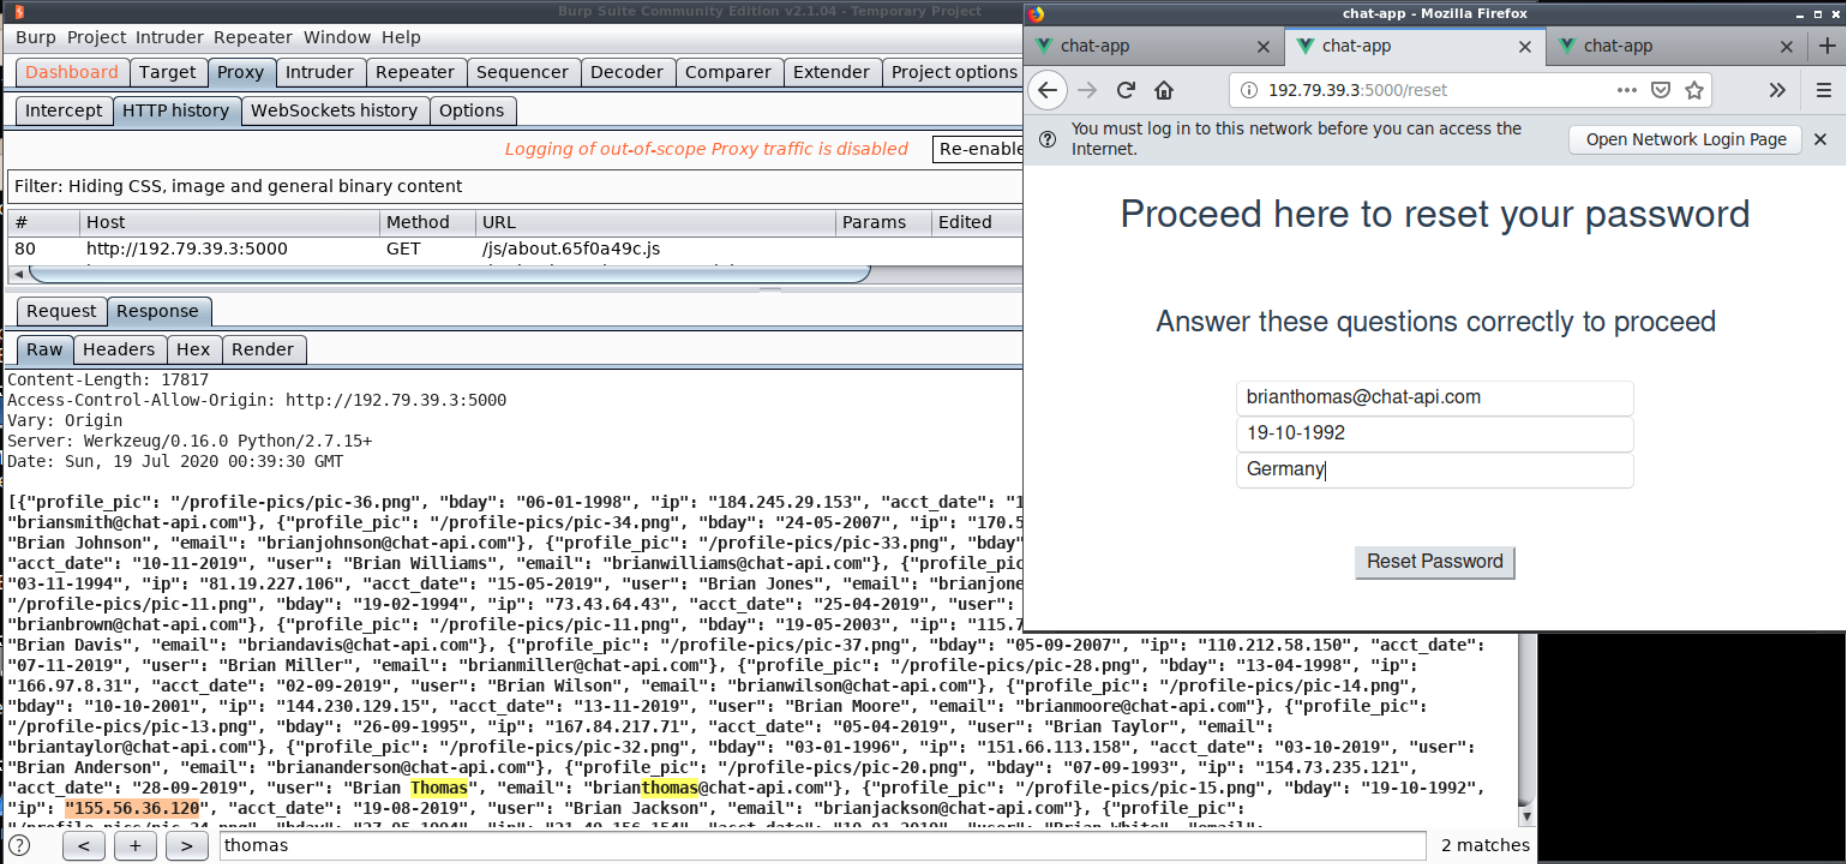 Burp Suite Community Edition v2.1.04 - Temporary Project
Burp Project Intruder Repeater Window Help
Dashboard Target Proxy Intruder Repeater Sequencer Decoder Comparer Extender Project options
Intercept HTTP history WebSockets history Options
Logging of out-of-scope Proxy traffic is disabled Re-enable
Filter: Hiding CSS, image and general binary content
# Host Method URL Params Edited
80 http://192.79.39.3:5000 GET /js/about.65f0a49c.js
Request Response
Raw Headers Hex Render
Content-Length: 17817
Access-Control-Allow-Origin: http://192.79.39.3:5000
Vary: Origin
Server: Werkzeug/0.16.0 Python/2.7.15+
Date: Sun, 19 Jul 2020 00:39:30 GMT
[{"profile_pic": "/profile-pics/pic-36.png", "bday": "06-01-1998", "ip": "184.245.29.153", "acct_date": "1
"briansmith@chat-api.com"}, {"profile_pic": "/profile-pics/pic-34.png", "bday": "24-05-2007", "ip": "170.5
"Brian Johnson", "email": "brianjohnson@chat-api.com"}, {"profile_pic": "/profile-pics/pic-33.png", "bday"
"acct_date": "10-11-2019", "user": "Brian Williams", "email": "brianwilliams@chat-api.com"}, {"profile_pic
"03-11-1994", "ip": "81.19.227.106", "acct_date": "15-05-2019", "user": "Brian Jones", "email": "brianjone
"/profile-pics/pic-11.png", "bday": "19-02-1994", "ip": "73.43.64.43", "acct_date": "25-04-2019", "user":
"brianbrown@chat-api.com"}, {"profile_pic": "/profile-pics/pic-11.png", "bday": "19-05-2003", "ip": "115.7
"Brian Davis", "email": "briandavis@chat-api.com"}, {"profile_pic": "/profile-pics/pic-37.png", "bday": "05-09-2007", "ip": "110.212.58.150", "acct_date":
"07-11-2019", "user": "Brian Miller", "email": "brianmiller@chat-api.com"}, {"profile_pic": "/profile-pics/pic-28.png", "bday": "13-04-1998", "ip":
"166.97.8.31", "acct_date": "02-09-2019", "user": "Brian Wilson", "email": "brianwilson@chat-api.com"}, {"profile_pic": "/profile-pics/pic-14.png",
"bday": "10-10-2001", "ip": "144.230.129.15", "acct_date": "13-11-2019", "user": "Brian Moore", "email": "brianmoore@chat-api.com"}, {"profile_pic":
"/profile-pics/pic-13.png", "bday": "26-09-1995", "ip": "167.84.217.71", "acct_date": "05-04-2019", "user": "Brian Taylor", "email":
"briantaylor@chat-api.com"}, {"profile_pic": "/profile-pics/pic-32.png", "bday": "03-01-1996", "ip": "151.66.113.158", "acct_date": "03-10-2019", "user":
"Brian Anderson", "email": "briananderson@chat-api.com"}, {"profile_pic": "/profile-pics/pic-20.png", "bday": "07-09-1993", "ip": "154.73.235.121",
"acct_date": "28-09-2019", "user": "Brian Thomas", "email": "brianthomas@chat-api.com"}, {"profile_pic": "/profile-pics/pic-15.png", "bday": "19-10-1992",
"ip": "155.56.36.120", "acct_date": "19-08-2019", "user": "Brian Jackson", "email": "brianjackson@chat-api.com"}, {"profile_pic":
? < + > thomas 2 matches
chat-app - Mozilla Firefox
chat-app chat-app chat-app
192.79.39.3:5000/reset
You must log in to this network before you can access the
Internet.
Open Network Login Page
Proceed here to reset your password
Answer these questions correctly to proceed
brianthomas@chat-api.com
19-10-1992
Germany
Reset Password